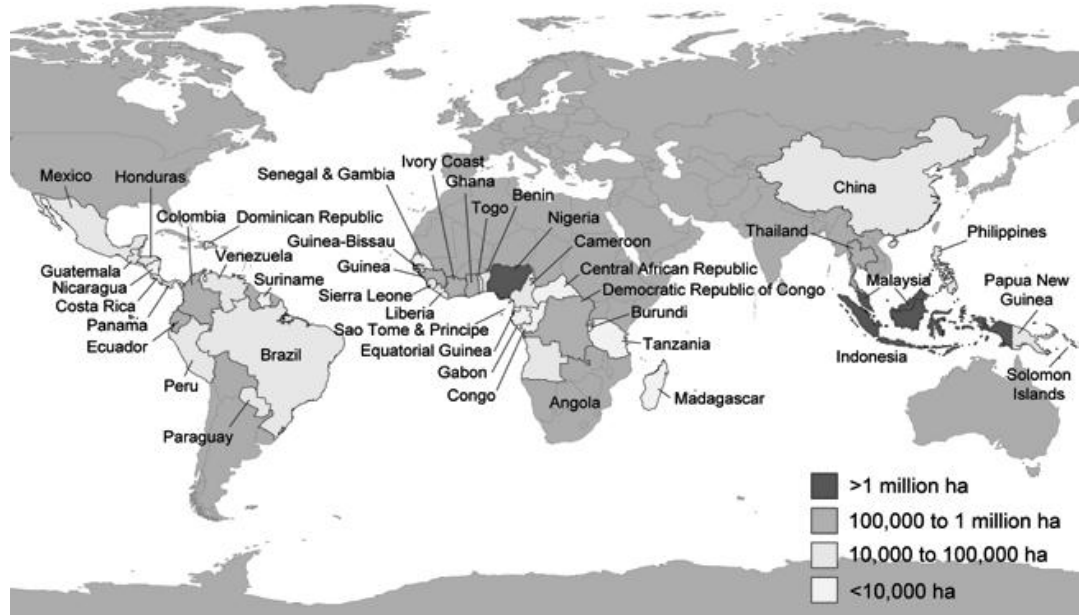 Mexico
Honduras
Colombia
Dominican Republic
Venezuela
Suriname
Guatemala
Nicaragua
Costa Rica
Panama
Ecuador
Brazil
Peru
Paraguay
Senegal & Gambia
Ivory Coast
Ghana
Togo
Benin
Nigeria
Cameroon
Guinea-Bissau
Guinea
Sierra Leone
Liberia
Sao Tome & Principe
Equatorial Guinea
Gabon
Congo
Central African Republic
Democratic Republic of Congo
Burundi
Tanzania
Angola
Madagascar
China
Thailand
Philippines
Malaysia
Papua New
Guinea
Indonesia
Solomon
Islands
>1 million ha
100,000 to 1 million ha
10,000 to 100,000 ha
<10,000 ha